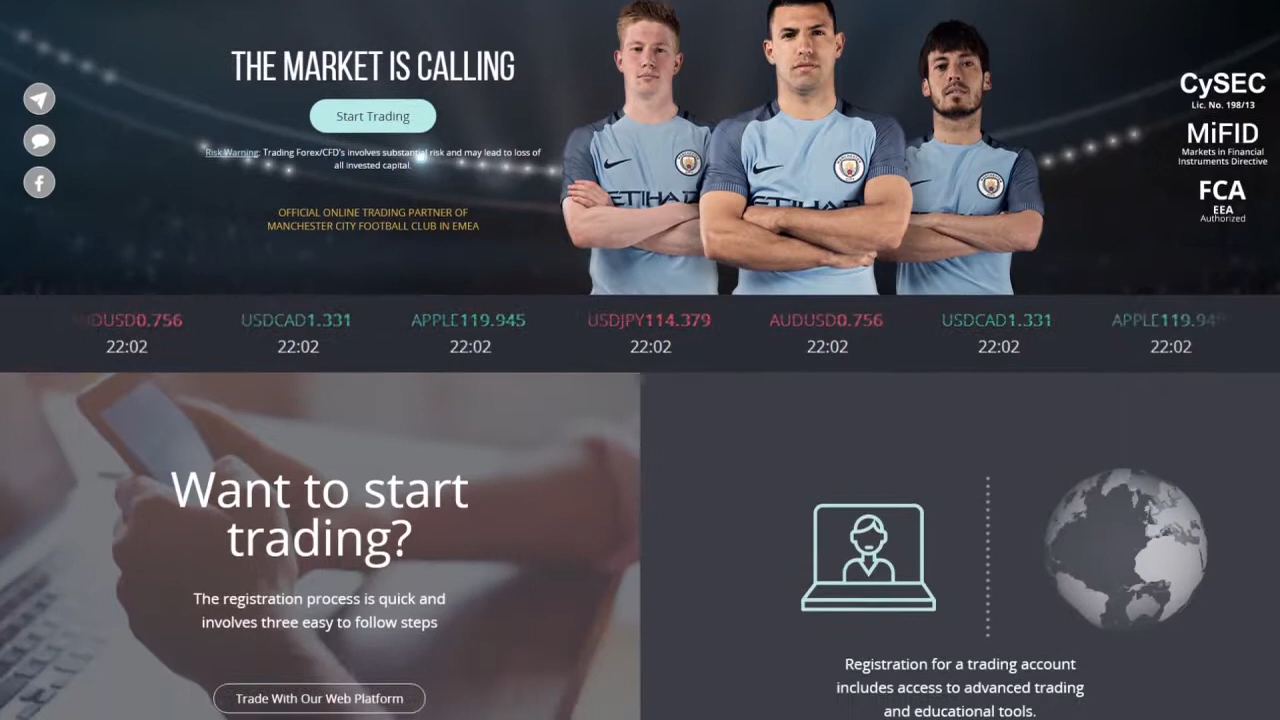 THE MARKET IS CALLING
Start Trading
Risk Warning: Trading Forex/CFD's involves substantial risk and may lead to loss of
all invested capital.
OFFICIAL ONLINE TRADING PARTNER OF
MANCHESTER CITY FOOTBALL CLUB IN EMEA
ETIHAD
CySEC
Lic. No. 198/13
MiFID
Markets in Financial
Instruments Directive
FCA
EEA
Authorized
DUSD0.756 USDCAD1.331 APPLE119.945 USDJPY114.379 AUDUSD0.756 USDCAD1.331 APPLE119.94
22:02 22:02 22:02 22:02 22:02 22:02 22:02
Want to start
trading?
The registration process is quick and
involves three easy to follow steps
Trade With Our Web Platform
Registration for a trading account
includes access to advanced trading
and educational tools.